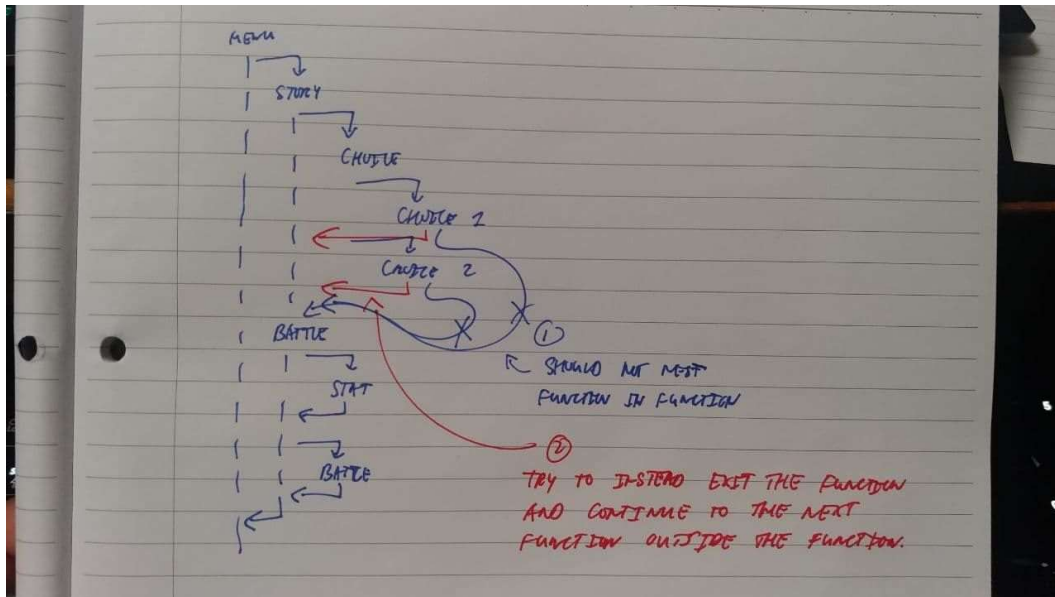 MENU
STORY
CHOICE
CHOICE 1
CHOICE 2
BATTLE
①
SHOULD NOT NEST
FUNCTION IN FUNCTION
STAT
②
BATTLE
TRY TO INSTEAD EXIT THE FUNCTION
AND CONTINUE TO THE NEXT
FUNCTION OUTSIDE THE FUNCTION.